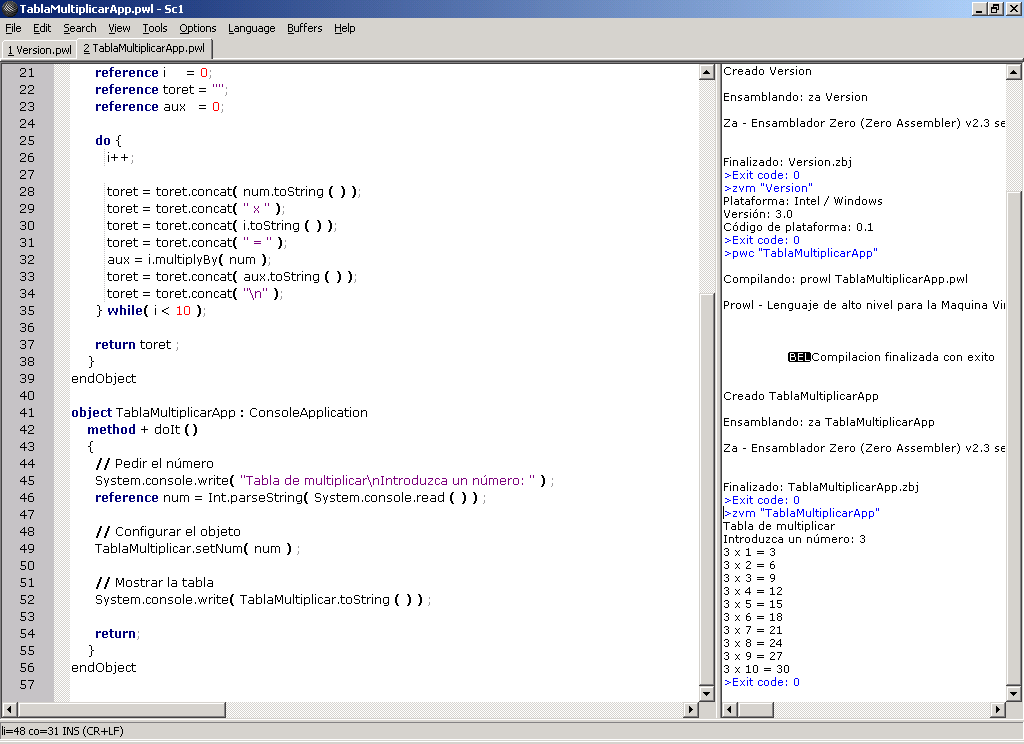 TablaMultiplicarApp.pwl - Sc1
File Edit Search View Tools Options Language Buffers Help
1 Version.pwl 2 TablaMultiplicarApp.pwl
21 reference i = 0;
22 reference toret = "";
23 reference aux = 0;
24
25 do {
26 i++;
27
28 toret = toret.concat( num.toString ( ) );
29 toret = toret.concat( " x " );
30 toret = toret.concat( i.toString ( ) );
31 toret = toret.concat( " = " );
32 aux = i.multiplyBy( num );
33 toret = toret.concat( aux.toString ( ) );
34 toret = toret.concat( "\n" );
35 } while( i < 10 );
36
37 return toret ;
38 }
39 endObject
40
41 object TablaMultiplicarApp : ConsoleApplication
42 method + doIt ()
43 {
44 // Pedir el número
45 System.console.write( "Tabla de multiplicar\nIntroduzca un número: " ) ;
46 reference num = Int.parseString( System.console.read ( ) ) ;
47
48 // Configurar el objeto
49 TablaMultiplicar.setNum( num ) ;
50
51 // Mostrar la tabla
52 System.console.write( TablaMultiplicar.toString ( ) ) ;
53
54 return;
55 }
56 endObject
57
Creado Version
Ensamblando: za Version
Za - Ensamblador Zero (Zero Assembler) v2.3 se
Finalizado: Version.zbj
>Exit code: 0
>zvm "Version"
Plataforma: Intel / Windows
Versión: 3.0
Código de plataforma: 0.1
>Exit code: 0
>pwc "TablaMultiplicarApp"
Compilando: prowl TablaMultiplicarApp.pwl
Prowl - Lenguaje de alto nivel para la Maquina Vi
BELCompilacion finalizada con exito
Creado TablaMultiplicarApp
Ensamblando: za TablaMultiplicarApp
Za - Ensamblador Zero (Zero Assembler) v2.3 se
Finalizado: TablaMultiplicarApp.zbj
>Exit code: 0
>zvm "TablaMultiplicarApp"
Tabla de multiplicar
Introduzca un número: 3
3 x 1 = 3
3 x 2 = 6
3 x 3 = 9
3 x 4 = 12
3 x 5 = 15
3 x 6 = 18
3 x 7 = 21
3 x 8 = 24
3 x 9 = 27
3 x 10 = 30
>Exit code: 0
li=48 co=31 INS (CR+LF)